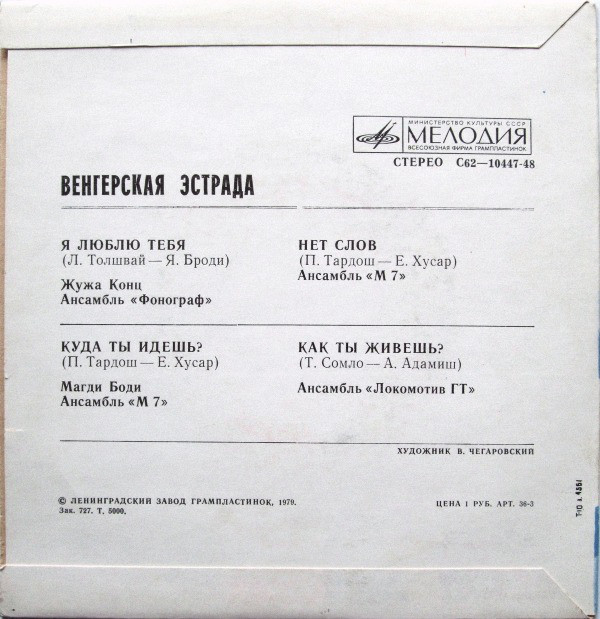 МИНИСТЕРСТВО КУЛЬТУРЫ СССР
МЕЛОДИЯ
ВСЕСОЮЗНАЯ ФИРМА ГРАМПЛАСТИНОК
СТЕРЕО С62—10447-48
ВЕНГЕРСКАЯ ЭСТРАДА
Я ЛЮБЛЮ ТЕБЯ
(Л. Толшвай — Я. Броди)
Жужа Конц
Ансамбль «Фонограф»
НЕТ СЛОВ
(П. Тардош — Е. Хусар)
Ансамбль «М 7»
КУДА ТЫ ИДЕШЬ?
(П. Тардош — Е. Хусар)
Магди Боди
Ансамбль «М 7»
КАК ТЫ ЖИВЕШЬ?
(Т. Сомло — А. Адамиш)
Ансамбль «Локомотив ГТ»
ХУДОЖНИК В. ЧЕГАРОВСКИЙ
© ЛЕНИНГРАДСКИЙ ЗАВОД ГРАМПЛАСТИНОК, 1979.
Зак. 727. Т. 5000.
ЦЕНА 1 РУБ. АРТ. 36-3